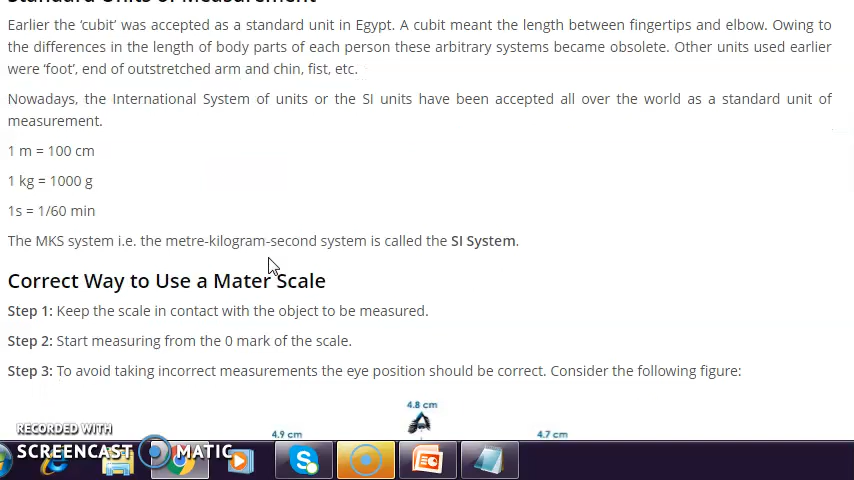 Standard Units of Measurement
Earlier the ‘cubit’ was accepted as a standard unit in Egypt. A cubit meant the length between fingertips and elbow. Owing to
the differences in the length of body parts of each person these arbitrary systems became obsolete. Other units used earlier
were ‘foot’, end of outstretched arm and chin, fist, etc.
Nowadays, the International System of units or the SI units have been accepted all over the world as a standard unit of
measurement.
1 m = 100 cm
1 kg = 1000 g
1s = 1/60 min
The MKS system i.e. the metre-kilogram-second system is called the SI System.
Correct Way to Use a Mater Scale
Step 1: Keep the scale in contact with the object to be measured.
Step 2: Start measuring from the 0 mark of the scale.
Step 3: To avoid taking incorrect measurements the eye position should be correct. Consider the following figure:
4.8 cm
4.9 cm
4.7 cm
RECORDED WITH
SCREENCAST MATIC